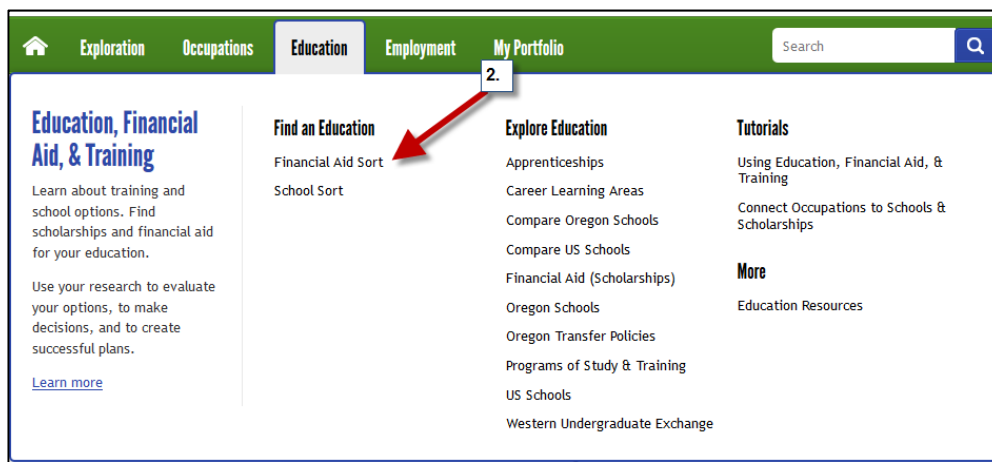 Exploration Occupations Education Employment My Portfolio Search
2.
Education, Financial
Aid, & Training
Learn about training and
school options. Find
scholarships and financial aid
for your education.
Use your research to evaluate
your options, to make
decisions, and to create
successful plans.
Learn more
Find an Education
Financial Aid Sort
School Sort
Explore Education
Apprenticeships
Career Learning Areas
Compare Oregon Schools
Compare US Schools
Financial Aid (Scholarships)
Oregon Schools
Oregon Transfer Policies
Programs of Study & Training
US Schools
Western Undergraduate Exchange
Tutorials
Using Education, Financial Aid, &
Training
Connect Occupations to Schools &
Scholarships
More
Education Resources